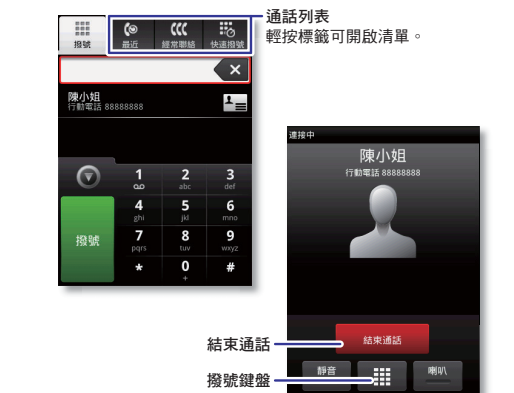 通話列表
輕按標籤可開啟清單。
撥號 最近 經常聯絡 快速撥號
陳小姐
行動電話 88888888
1 2 abc 3 def
4 ghi 5 jkl 6 mno
撥號
7 pqrs 8 tuv 9 wxyz
* 0 + #
連接中
陳小姐
行動電話 88888888
結束通話
結束通話
靜音 喇叭
撥號鍵盤